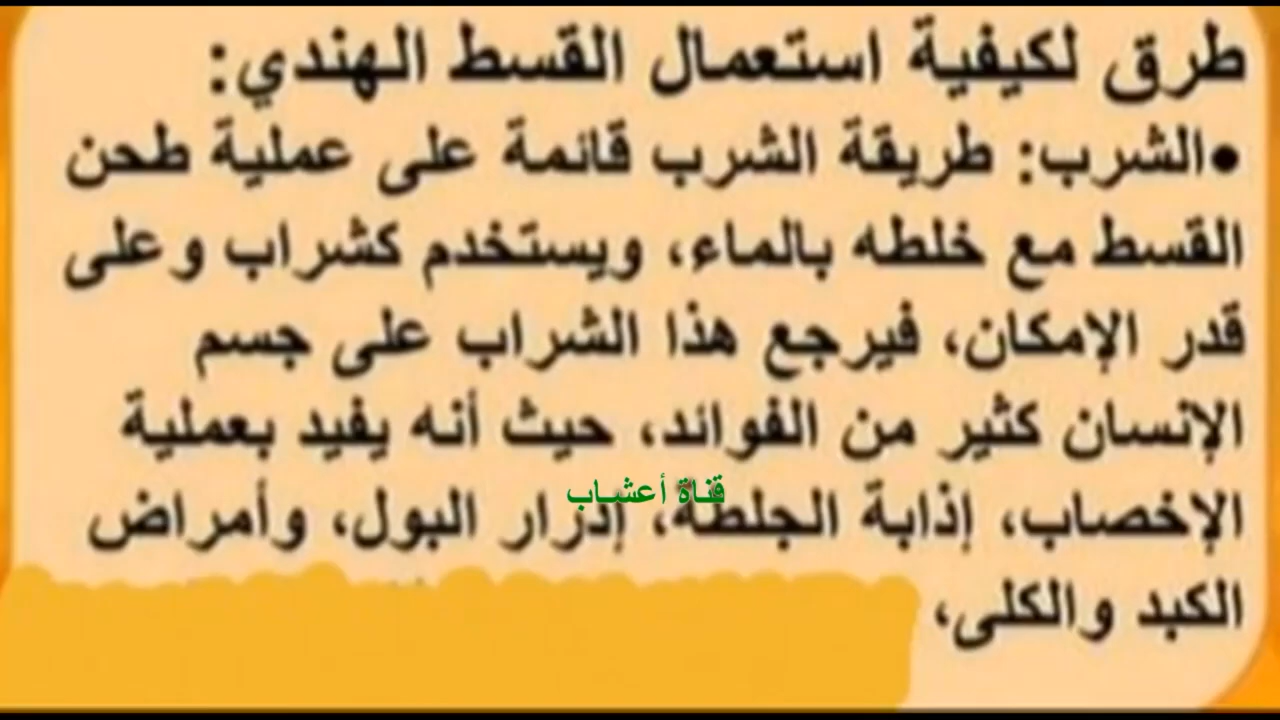 طرق لكيفية استعمال القسط الهندي:
•الشرب: طريقة الشرب قائمة على عملية طحن
القسط مع خلطه بالماء، ويستخدم كشراب وعلى
قدر الإمكان، فيرجع هذا الشراب على جسم
الإنسان كثير من الفوائد، حيث أنه يفيد بعملية
قناة أعشاب
الإخصاب، إذابة الجلطة، إدرار البول، وأمراض
الكبد والكلى،